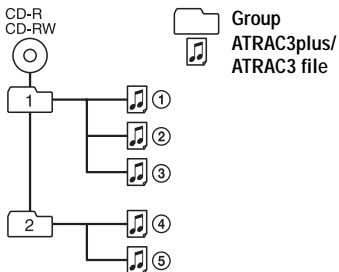 CD-R
CD-RW
Group
ATRAC3plus/
ATRAC3 file
1
①
②
③
2
④
⑤